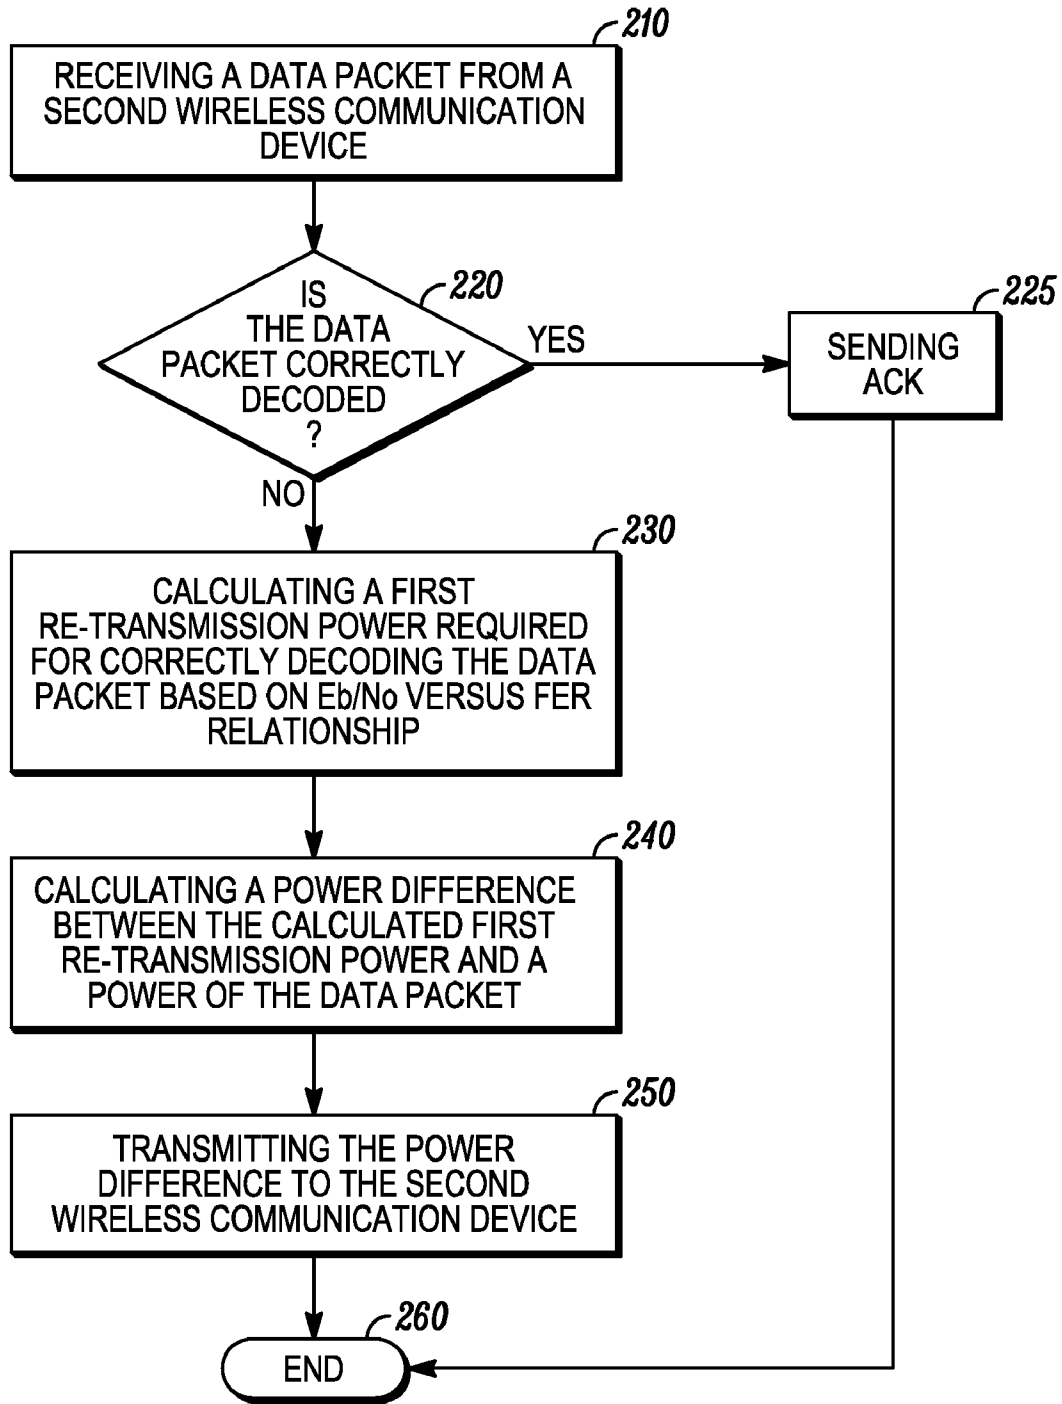 210
RECEIVING A DATA PACKET FROM A
SECOND WIRELESS COMMUNICATION
DEVICE
220
IS
THE DATA
PACKET CORRECTLY
DECODED
?
YES
225
SENDING
ACK
NO
230
CALCULATING A FIRST
RE-TRANSMISSION POWER REQUIRED
FOR CORRECTLY DECODING THE DATA
PACKET BASED ON Eb/No VERSUS FER
RELATIONSHIP
240
CALCULATING A POWER DIFFERENCE
BETWEEN THE CALCULATED FIRST
RE-TRANSMISSION POWER AND A
POWER OF THE DATA PACKET
250
TRANSMITTING THE POWER
DIFFERENCE TO THE SECOND
WIRELESS COMMUNICATION DEVICE
260
END